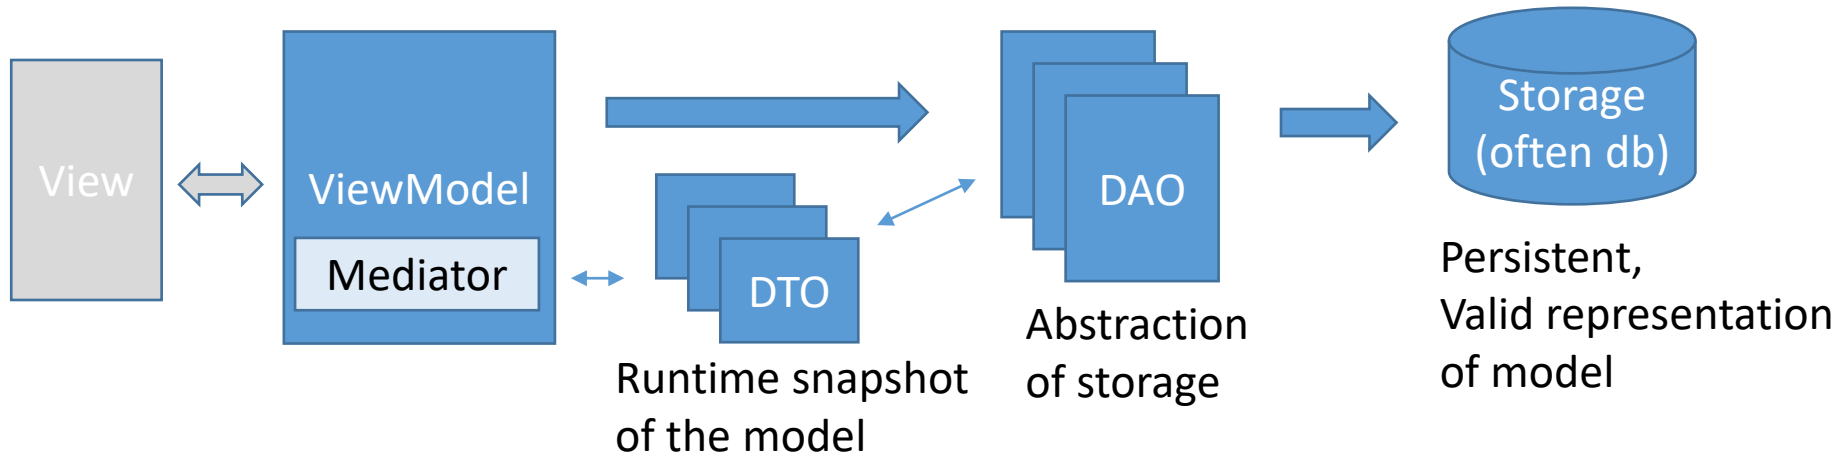 View
ViewModel
Mediator
DTO
Runtime snapshot
of the model
DAO
Abstraction
of storage
Storage
(often db)
Persistent,
Valid representation
of model